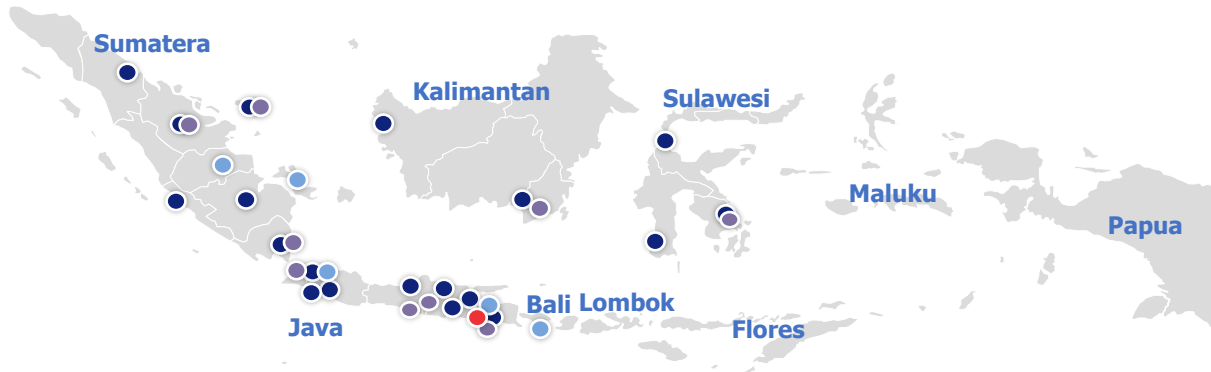 Sumatera
Kalimantan
Sulawesi
Maluku
Papua
Bali
Lombok
Java
Flores